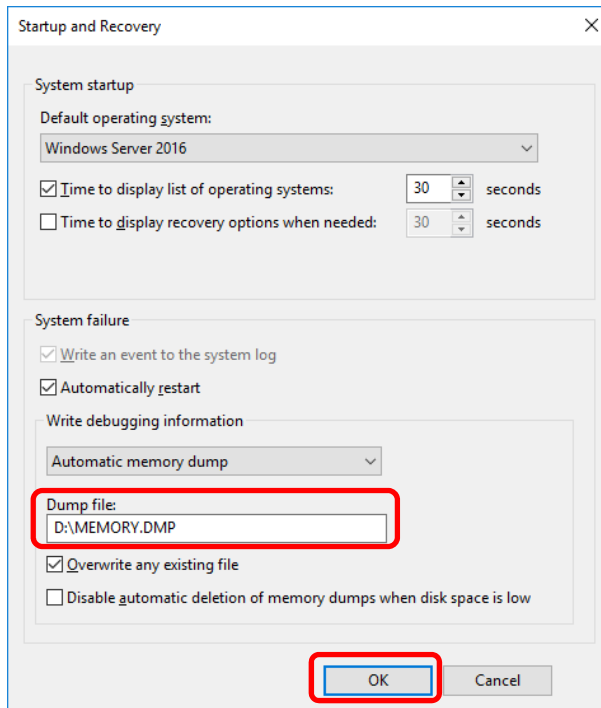 Startup and Recovery
System startup
Default operating system:
Windows Server 2016
Time to display list of operating systems: 30 seconds
Time to display recovery options when needed: 30 seconds
System failure
Write an event to the system log
Automatically restart
Write debugging information
Automatic memory dump
Dump file:
D:\MEMORY.DMP
Overwrite any existing file
Disable automatic deletion of memory dumps when disk space is low
OK Cancel